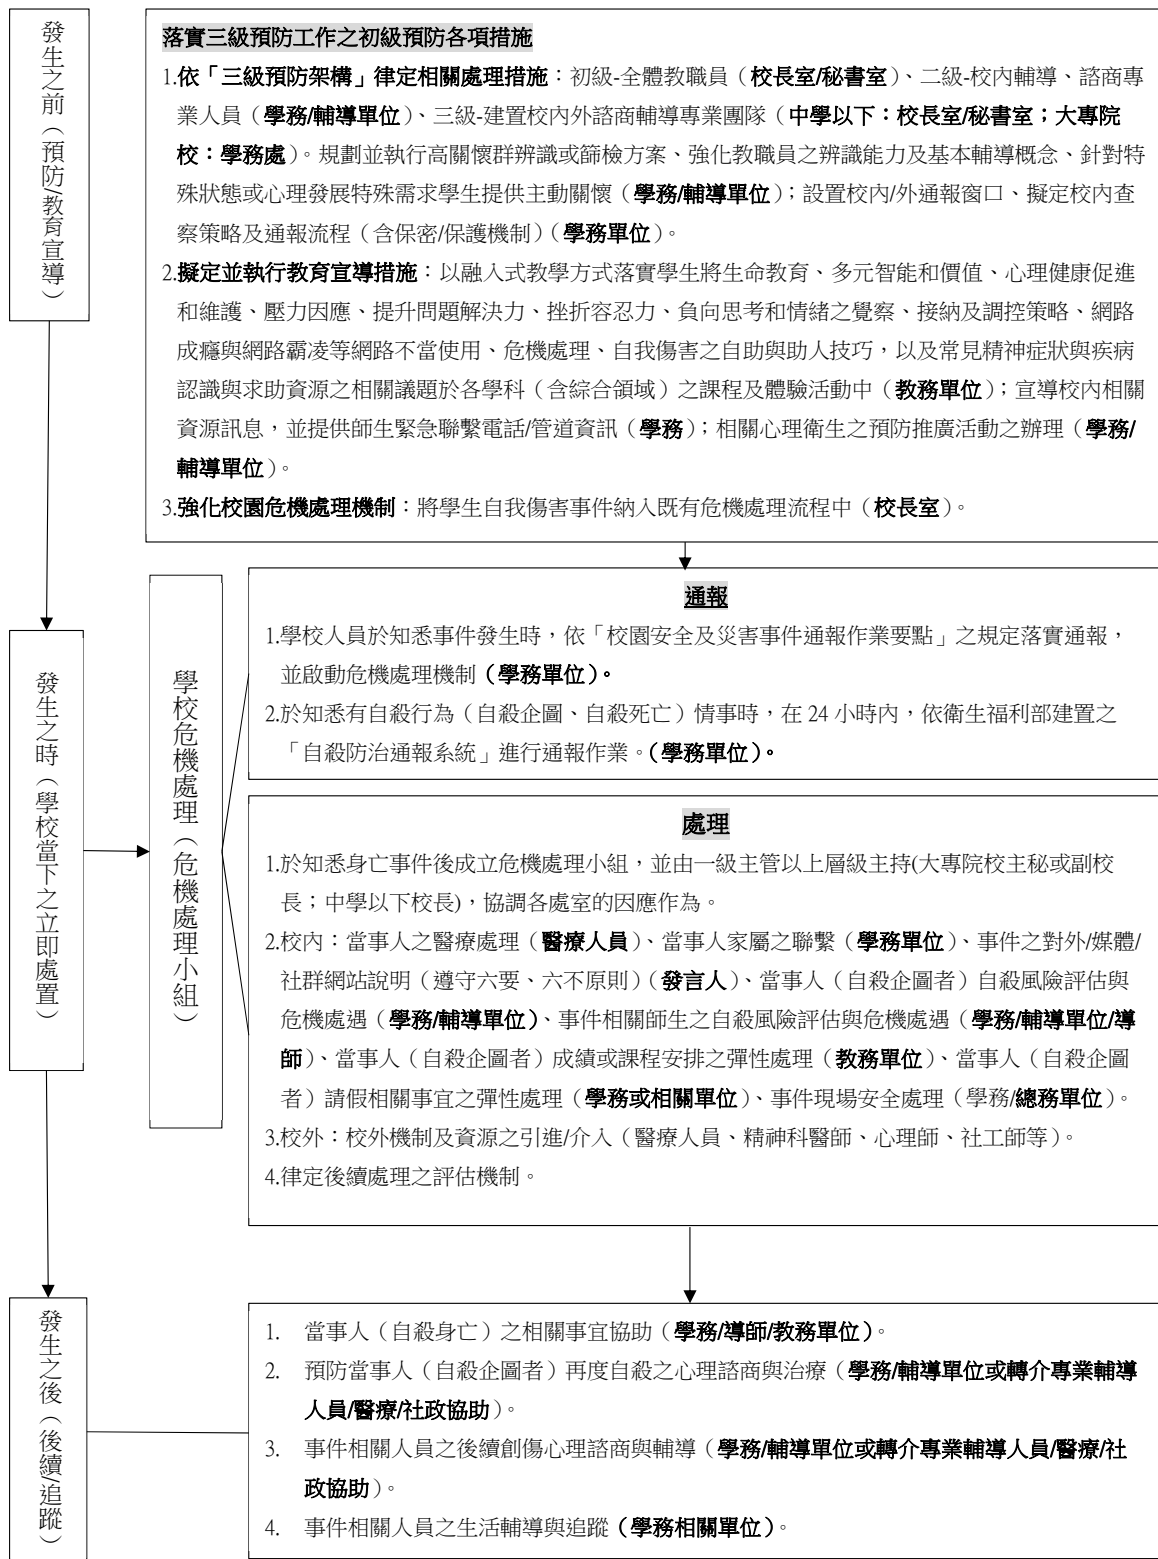 發生之前（預防/教育宣導）
落實三級預防工作之初級預防各項措施
1.依「三級預防架構」律定相關處理措施：初級-全體教職員（校長室/秘書室）、二級-校內輔導、諮商專
業人員（學務/輔導單位）、三級-建置校內外諮商輔導專業團隊（中學以下：校長室/秘書室；大專院
校：學務處）。規劃並執行高關懷群辨識或篩檢方案、強化教職員之辨識能力及基本輔導概念、針對特
殊狀態或心理發展特殊需求學生提供主動關懷（學務/輔導單位）；設置校內/外通報窗口、擬定校內查
察策略及通報流程（含保密/保護機制）（學務單位）。
2.擬定並執行教育宣導措施：以融入式教學方式落實學生將生命教育、多元智能和價值、心理健康促進
和維護、壓力因應、提升問題解決力、挫折容忍力、負向思考和情緒之覺察、接納及調控策略、網路
成癮與網路霸凌等網路不當使用、危機處理、自我傷害之自助與助人技巧，以及常見精神症狀與疾病
認識與求助資源之相關議題於各學科（含綜合領域）之課程及體驗活動中（教務單位）；宣導校內相關
資源訊息，並提供師生緊急聯繫電話/管道資訊（學務）；相關心理衛生之預防推廣活動之辦理（學務/
輔導單位）。
3.強化校園危機處理機制：將學生自我傷害事件納入既有危機處理流程中（校長室）。
發生之時（學校當下之立即處置）
學校危機處理（危機處理小組）
通報
1.學校人員於知悉事件發生時，依「校園安全及災害事件通報作業要點」之規定落實通報，
並啟動危機處理機制（學務單位）。
2.於知悉有自殺行為（自殺企圖、自殺死亡）情事時，在 24 小時內，依衛生福利部建置之
「自殺防治通報系統」進行通報作業。（學務單位）。
處理
1.於知悉身亡事件後成立危機處理小組，並由一級主管以上層級主持(大專院校主秘或副校
長；中學以下校長)，協調各處室的因應作為。
2.校內：當事人之醫療處理（醫療人員）、當事人家屬之聯繫（學務單位）、事件之對外/媒體/
社群網站說明（遵守六要、六不原則）（發言人）、當事人（自殺企圖者）自殺風險評估與
危機處遇（學務/輔導單位）、事件相關師生之自殺風險評估與危機處遇（學務/輔導單位/導
師）、當事人（自殺企圖者）成績或課程安排之彈性處理（教務單位）、當事人（自殺企圖
者）請假相關事宜之彈性處理（學務或相關單位）、事件現場安全處理（學務/總務單位）。
3.校外：校外機制及資源之引進/介入（醫療人員、精神科醫師、心理師、社工師等）。
4.律定後續處理之評估機制。
發生之後（後續/追蹤）
1. 當事人（自殺身亡）之相關事宜協助（學務/導師/教務單位）。
2. 預防當事人（自殺企圖者）再度自殺之心理諮商與治療（學務/輔導單位或轉介專業輔導
人員/醫療/社政協助）。
3. 事件相關人員之後續創傷心理諮商與輔導（學務/輔導單位或轉介專業輔導人員/醫療/社
政協助）。
4. 事件相關人員之生活輔導與追蹤（學務相關單位）。